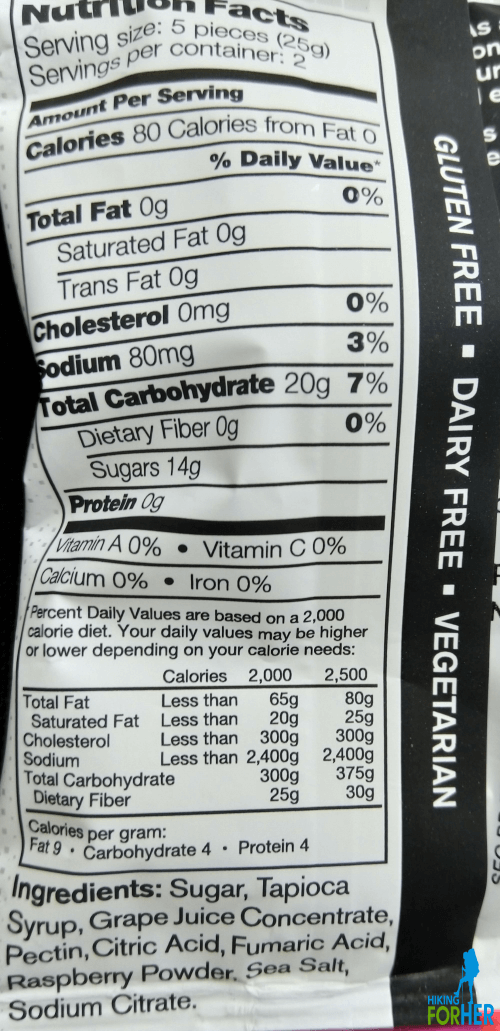 Nutrition Facts
Serving size: 5 pieces (25g)
Servings per container: 2
Amount Per Serving
Calories 80 Calories from Fat 0
% Daily Value*
Total Fat 0g 0%
Saturated Fat 0g
Trans Fat 0g
Cholesterol 0mg 0%
Sodium 80mg 3%
Total Carbohydrate 20g 7%
Dietary Fiber 0g 0%
Sugars 14g
Protein 0g
Vitamin A 0% • Vitamin C 0%
Calcium 0% • Iron 0%
Percent Daily Values are based on a 2,000
calorie diet. Your daily values may be higher
or lower depending on your calorie needs:
Calories 2,000 2,500
Total Fat Less than 65g 80g
Saturated Fat Less than 20g 25g
Cholesterol Less than 300g 300g
Sodium Less than 2,400g 2,400g
Total Carbohydrate 300g 375g
Dietary Fiber 25g 30g
Calories per gram:
Fat 9 • Carbohydrate 4 • Protein 4
Ingredients: Sugar, Tapioca
Syrup, Grape Juice Concentrate,
Pectin, Citric Acid, Fumaric Acid,
Raspberry Powder, Sea Salt,
Sodium Citrate.
GLUTEN FREE ▪ DAIRY FREE ▪ VEGETARIAN
HIKING
FORHER